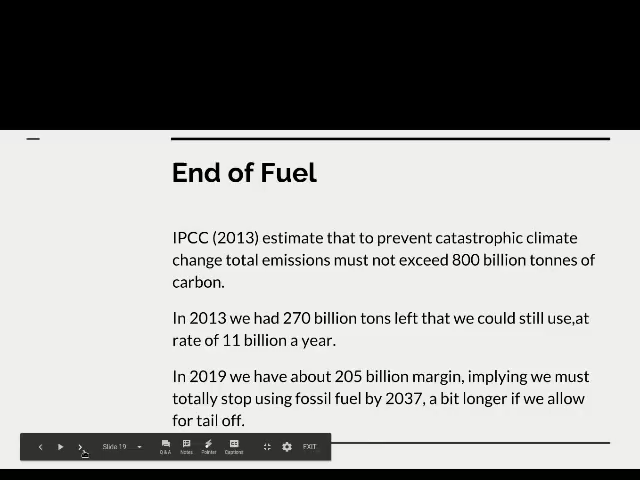 End of Fuel
IPCC (2013) estimate that to prevent catastrophic climate
change total emissions must not exceed 800 billion tonnes of
carbon.
In 2013 we had 270 billion tons left that we could still use,at
rate of 11 billion a year.
In 2019 we have about 205 billion margin, implying we must
totally stop using fossil fuel by 2037, a bit longer if we allow
for tail off.
Slide 19
Q&A Notes Pointer Captions
EXIT